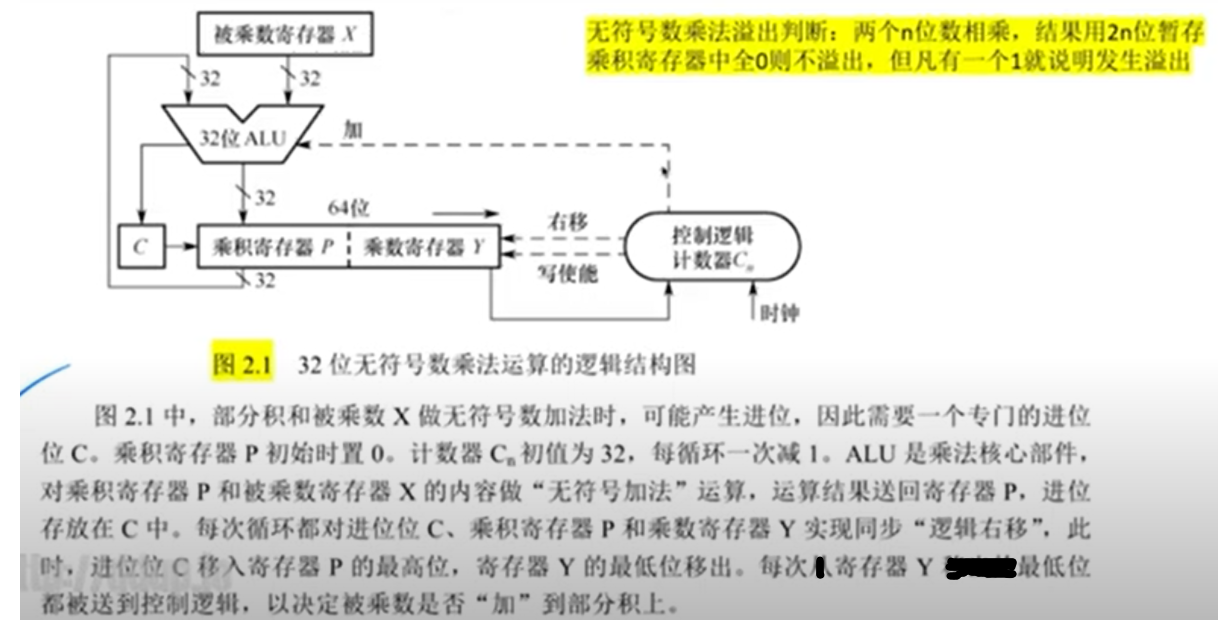 被乘数寄存器 X
无符号数乘法溢出判断：两个n位数相乘，结果用2n位暂存
乘积寄存器中全0则不溢出，但凡有一个1就说明发生溢出
32
32
32位 ALU
加
32
64位
C
乘积寄存器 P
乘数寄存器 Y
右移
写使能
控制逻辑
计数器Cn
32
时钟
图 2.1 32 位无符号数乘法运算的逻辑结构图
图 2.1 中，部分积和被乘数 X 做无符号数加法时，可能产生进位，因此需要一个专门的进位
位 C。乘积寄存器 P 初始时置 0。计数器 Cn 初值为 32，每循环一次减 1。ALU 是乘法核心部件，
对乘积寄存器 P 和被乘数寄存器 X 的内容做“无符号加法”运算，运算结果送回寄存器 P，进位
存放在 C 中。每次循环都对进位位 C、乘积寄存器 P 和乘数寄存器 Y 实现同步“逻辑右移”，此
时，进位位 C 移入寄存器 P 的最高位，寄存器 Y 的最低位移出。每次从寄存器 Y 最低位
都被送到控制逻辑，以决定被乘数是否“加”到部分积上。